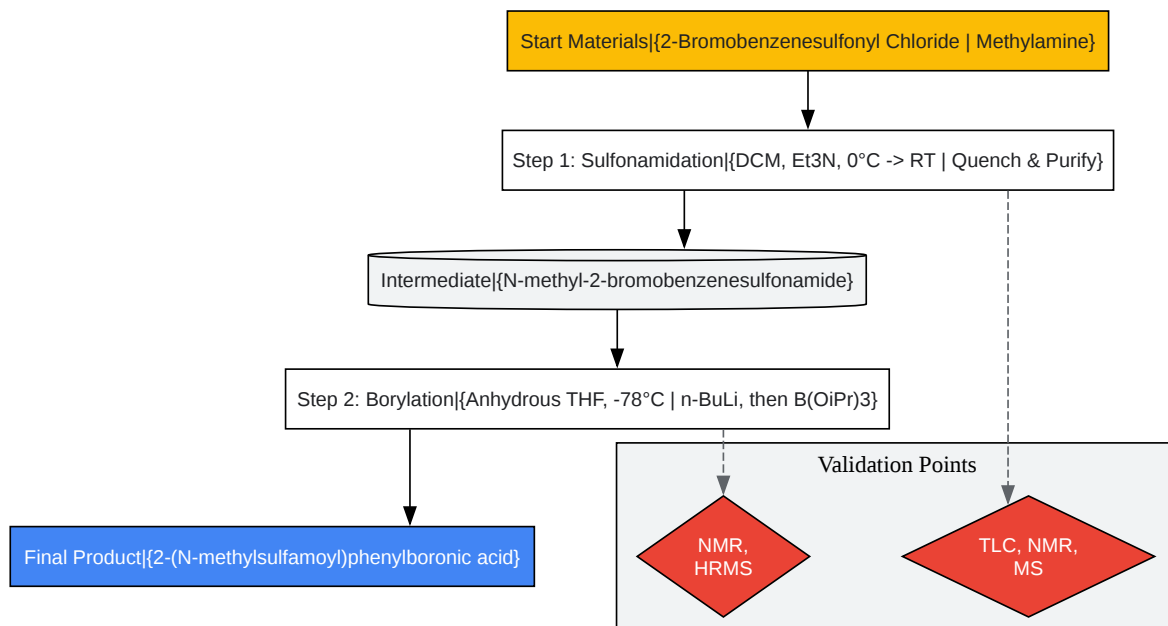 Start Materials|{2-Bromobenzenesulfonyl Chloride | Methylamine}
Step 1: Sulfonamidation|{DCM, Et3N, 0°C -> RT | Quench & Purify}
Intermediate|{N-methyl-2-bromobenzenesulfonamide}
Step 2: Borylation|{Anhydrous THF, -78°C | n-BuLi, then B(OiPr)3}
Validation Points
Final Product|{2-(N-methylsulfamoyl)phenylboronic acid}
NMR,
HRMS
TLC, NMR,
MS